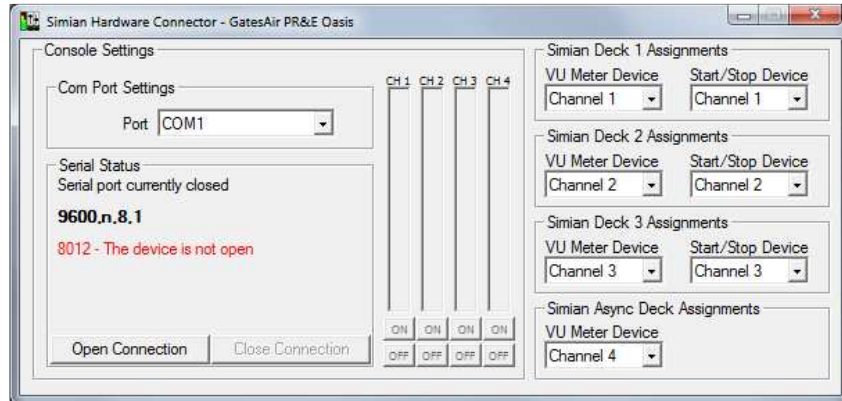 Simian Hardware Connector - GatesAir PR&E Oasis
Console Settings
Com Port Settings
Port COM1
Serial Status
Serial port currently closed
9600,n,8,1
8012 - The device is not open
Open Connection Close Connection
CH 1 CH 2 CH 3 CH 4
ON ON ON ON
OFF OFF OFF OFF
Simian Deck 1 Assignments
VU Meter Device Start/Stop Device
Channel 1 Channel 1
Simian Deck 2 Assignments
VU Meter Device Start/Stop Device
Channel 2 Channel 2
Simian Deck 3 Assignments
VU Meter Device Start/Stop Device
Channel 3 Channel 3
Simian Async Deck Assignments
VU Meter Device
Channel 4